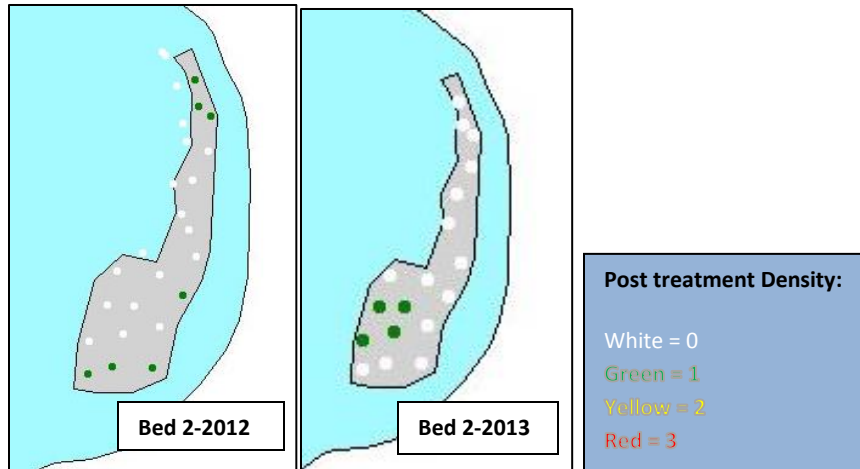 Bed 2-2012
Bed 2-2013
Post treatment Density:
White = 0
Green = 1
Yellow = 2
Red = 3